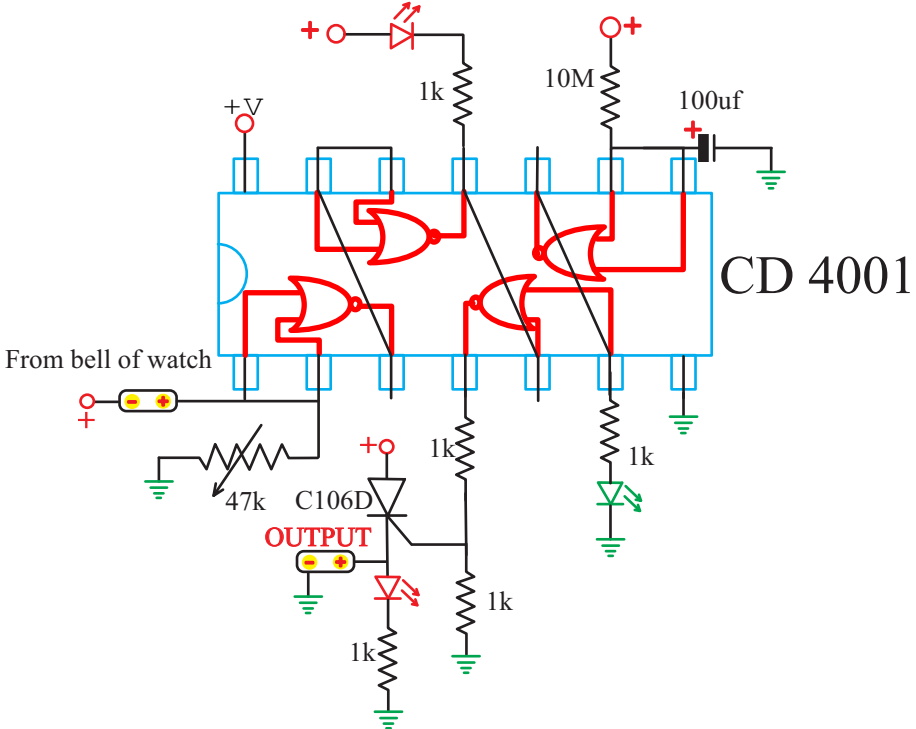 +
+
1k
10M
100uf
+V
+
CD 4001
From bell of watch
- +
+
47k
+
C106D
1k
1k
OUTPUT
- +
1k
1k